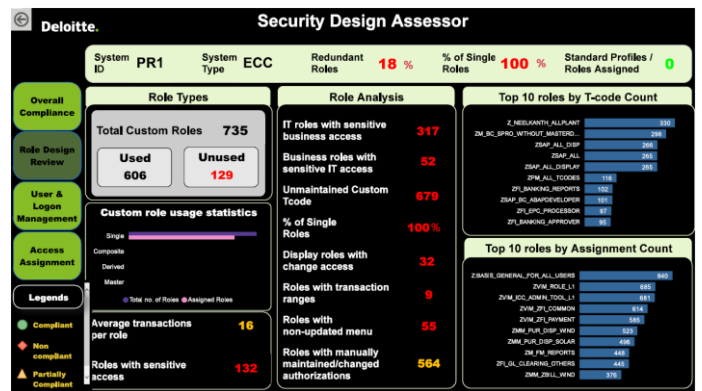 Deloitte.
Security Design Assessor
System ID PR1
System Type ECC
Redundant Roles 18 %
% of Single Roles 100 %
Standard Profiles / Roles Assigned 0
Overall Compliance
Role Design Review
User & Logon Management
Access Assignment
Legends
Compliant
Non compliant
Partially Compliant
Role Types
Total Custom Roles 735
Used 606
Unused 129
Custom role usage statistics
Single
Composite
Derived
Master
Total no. of Roles Assigned Roles
Average transactions per role 16
Roles with sensitive access 132
Role Analysis
IT roles with sensitive business access 317
Business roles with sensitive IT access 52
Unmaintained Custom Tcode 679
% of Single Roles 100%
Display roles with change access 32
Roles with transaction ranges 9
Roles with non-updated menu 55
Roles with manually maintained/changed authorizations 564
Top 10 roles by T-code Count
Z_NEELKANTH_ALLPLANT 330
ZM_BC_SPRO_WITHOUT_MASTERD... 298
ZSAP_ALL_DISP 266
ZSAP_ALL 265
ZSAP_ALL_DISPLAY 265
ZPM_ALL_TCODES 116
ZFI_BANKING_REPORTS 102
ZSAP_BC_ABAPDEVELOPER 101
ZFI_EPC_PROCESSOR 97
ZFI_BANKING_APPROVER 95
Top 10 roles by Assignment Count
Z:BASIS_GENERAL_FOR_ALL_USERS 840
ZVIM_ROLE_L1 685
ZVIM_ICC_ADMIN_TOOL_L1 681
ZVIM_ZFI_COMMON 614
ZVIM_ZFI_PAYMENT 585
ZMM_PUR_DISP_WIND 523
ZMM_PUR_DISP_SOLAR 496
ZM_FM_REPORTS 448
ZFI_GL_CLEARING_OTHERS 445
ZMM_ZBILL_WIND 376